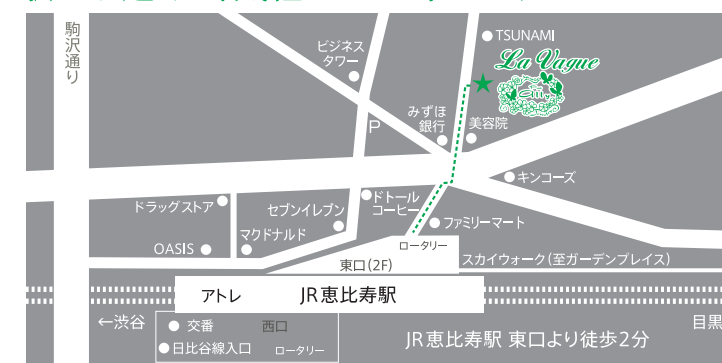 駒沢通り
TSUNAMI
La Vague
Cilly
ビジネス
タワー
みずほ
銀行
美容院
P
キンコーズ
ドトール
コーヒー
ドラッグストア
セブンイレブン
ファミリーマート
マクドナルド
OASIS
ロータリー
東口(2F)
スカイウォーク(至ガーデンプレイス)
アトレ
JR恵比寿駅
←渋谷
交番
西口
目黒
日比谷線入口
ロータリー
JR恵比寿駅 東口より徒歩2分